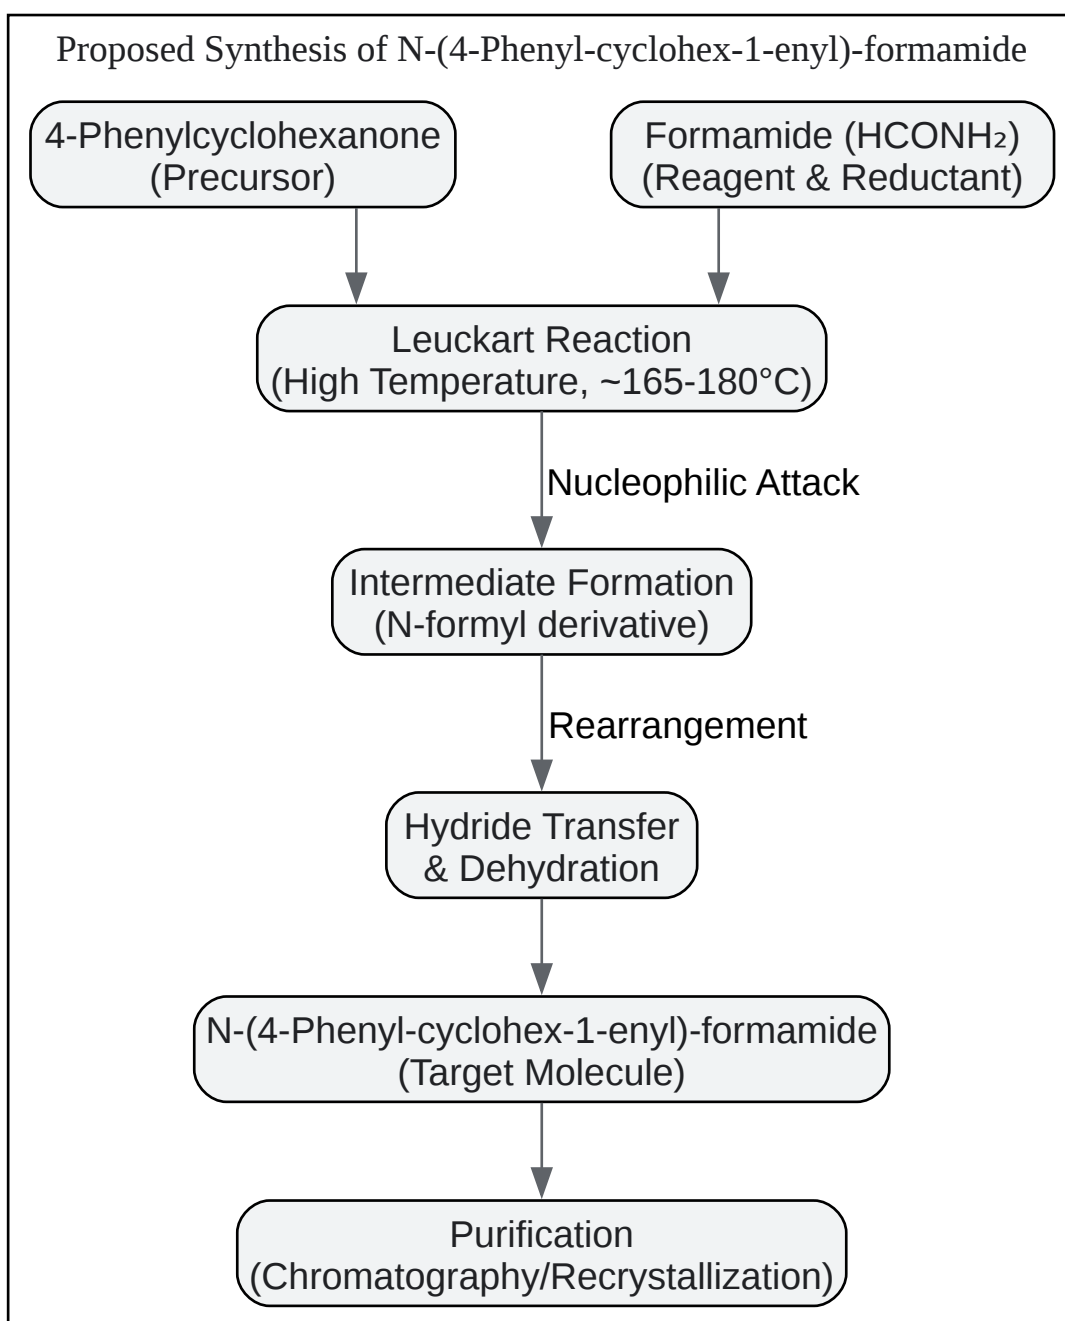 Proposed Synthesis of N-(4-Phenyl-cyclohex-1-enyl)-formamide
4-Phenylcyclohexanone
(Precursor)
Formamide (HCONH₂)
(Reagent & Reductant)
Leuckart Reaction
(High Temperature, ~165-180°C)
Nucleophilic Attack
Intermediate Formation
(N-formyl derivative)
Rearrangement
Hydride Transfer
& Dehydration
N-(4-Phenyl-cyclohex-1-enyl)-formamide
(Target Molecule)
Purification
(Chromatography/Recrystallization)